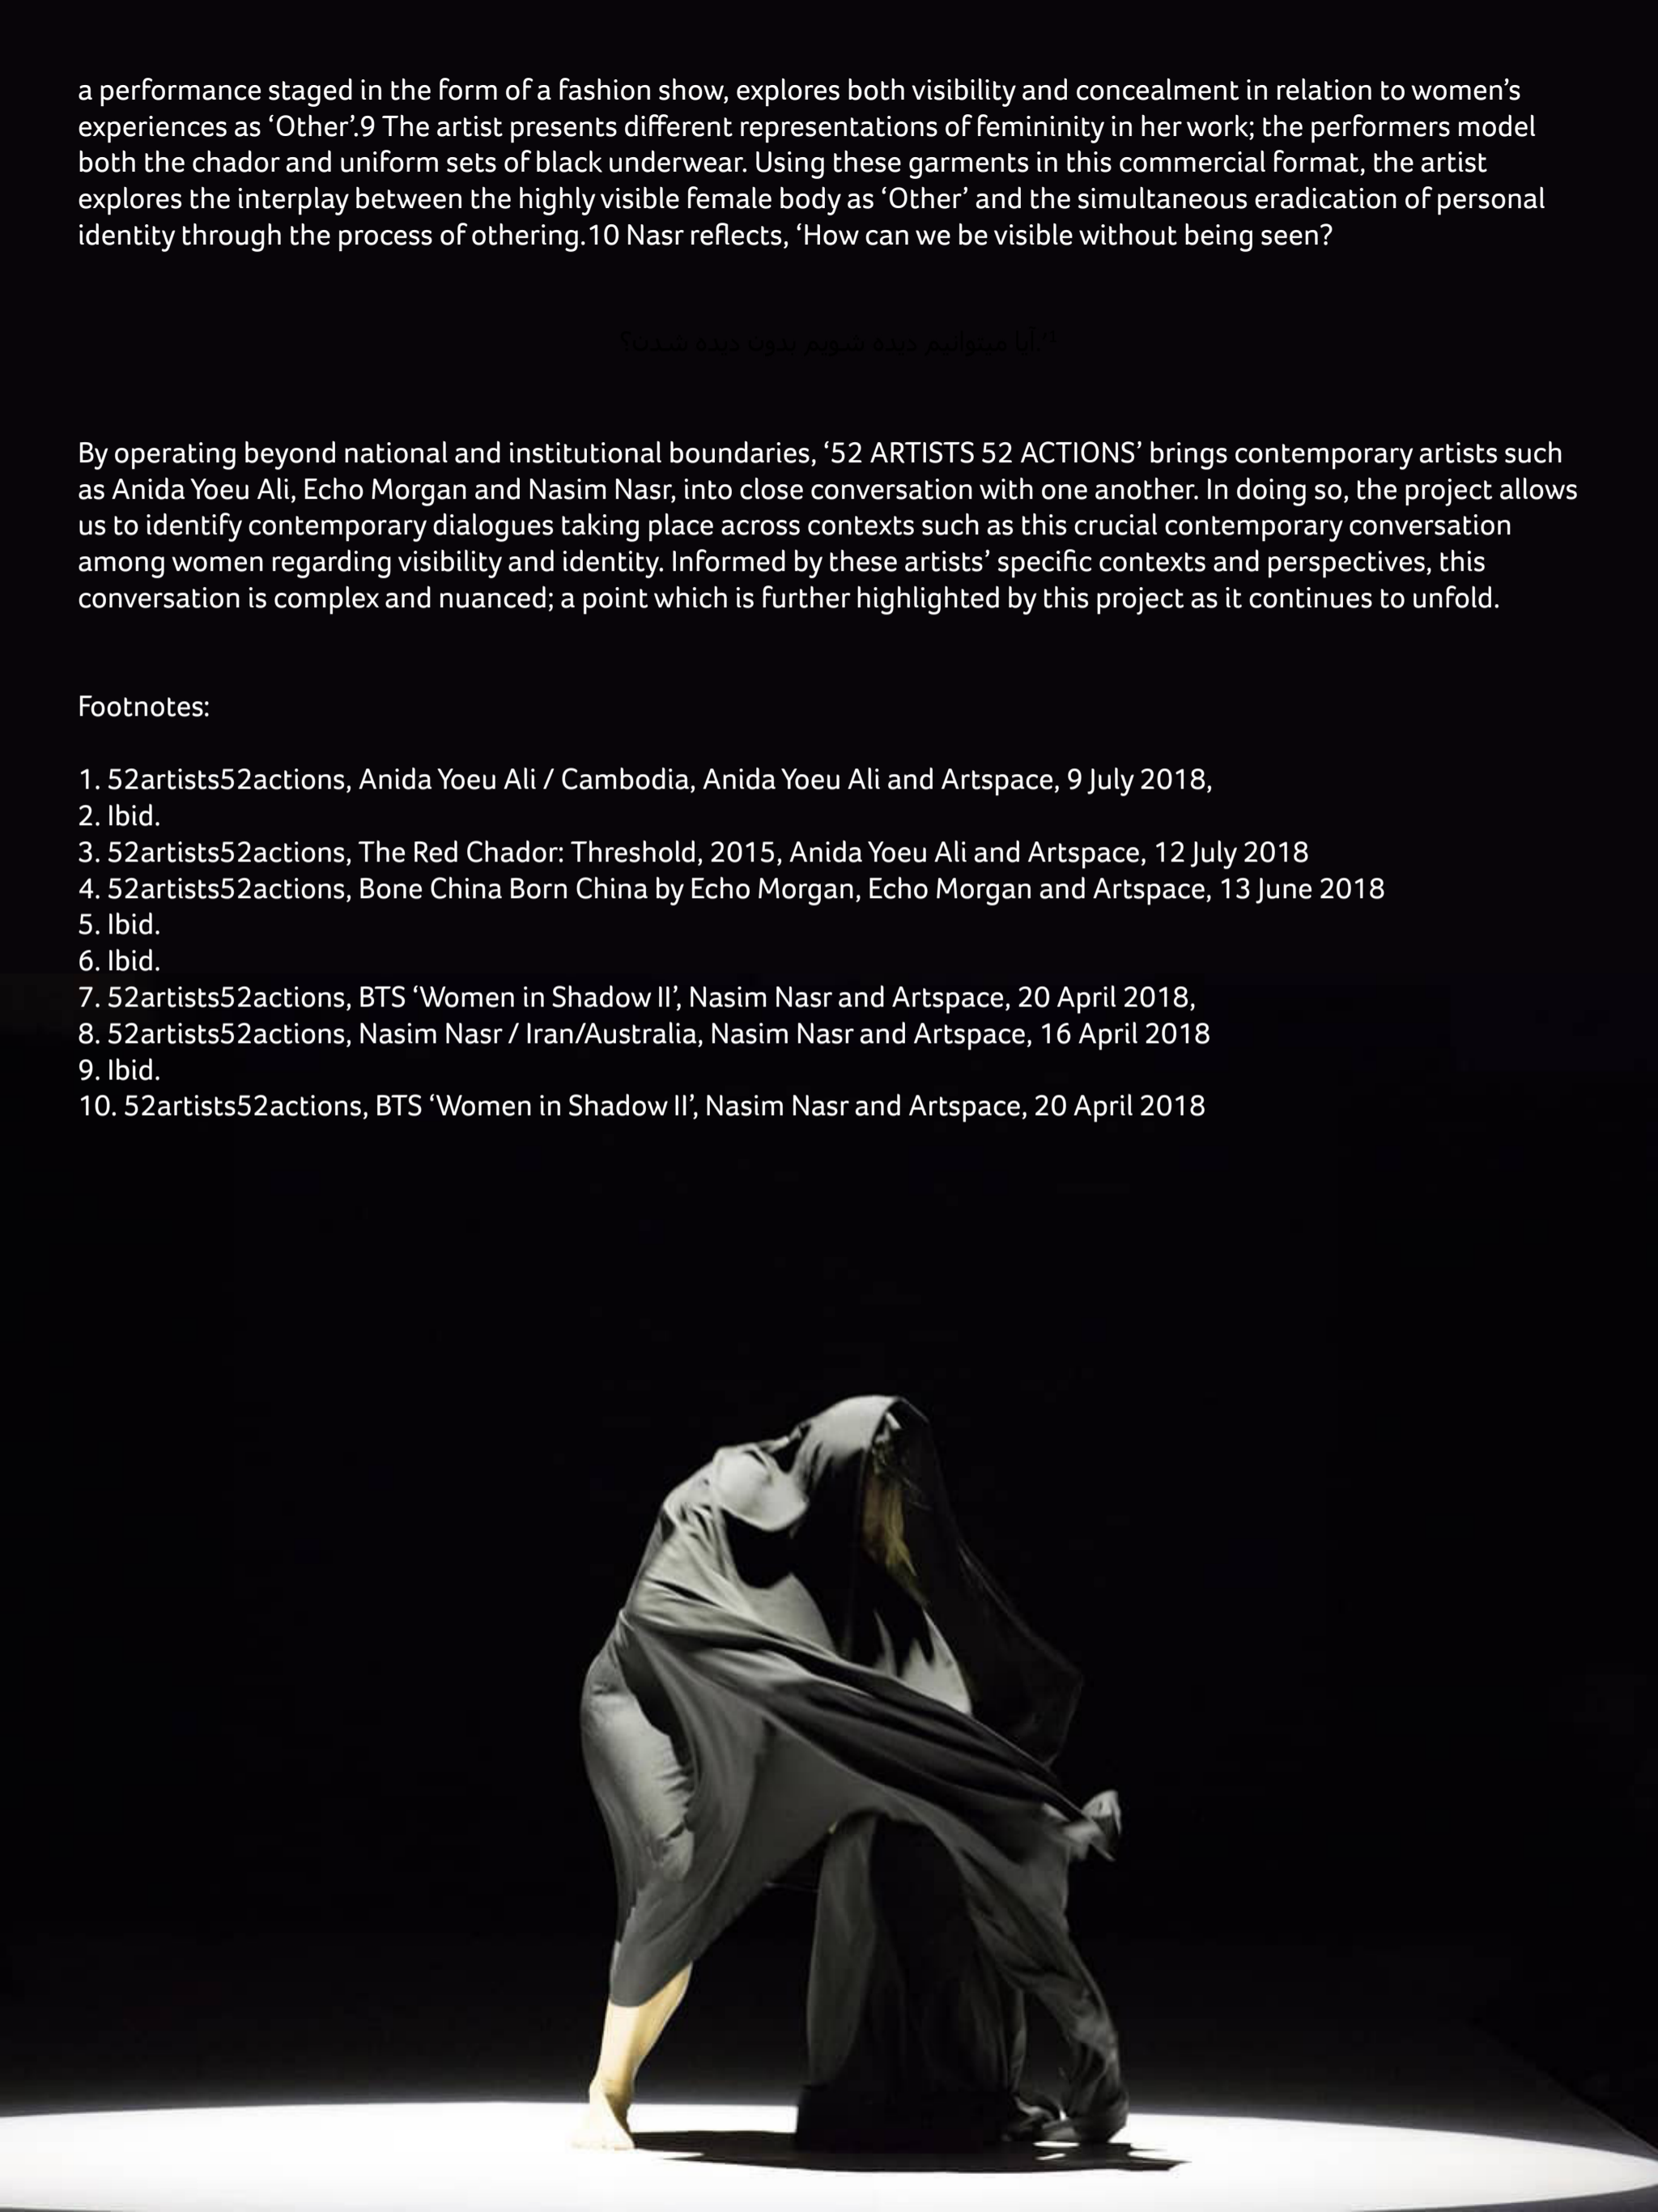 a performance staged in the form of a fashion show, explores both visibility and concealment in relation to women’s
experiences as ‘Other’.9 The artist presents different representations of femininity in her work; the performers model
both the chador and uniform sets of black underwear. Using these garments in this commercial format, the artist
explores the interplay between the highly visible female body as ‘Other’ and the simultaneous eradication of personal
identity through the process of othering.10 Nasr reflects, ‘How can we be visible without being seen?
آیا میتوانیم دیده شویم بدون دیده شدن؟
By operating beyond national and institutional boundaries, ‘52 ARTISTS 52 ACTIONS’ brings contemporary artists such
as Anida Yoeu Ali, Echo Morgan and Nasim Nasr, into close conversation with one another. In doing so, the project allows
us to identify contemporary dialogues taking place across contexts such as this crucial contemporary conversation
among women regarding visibility and identity. Informed by these artists’ specific contexts and perspectives, this
conversation is complex and nuanced; a point which is further highlighted by this project as it continues to unfold.
Footnotes:
1. 52artists52actions, Anida Yoeu Ali / Cambodia, Anida Yoeu Ali and Artspace, 9 July 2018,
2. Ibid.
3. 52artists52actions, The Red Chador: Threshold, 2015, Anida Yoeu Ali and Artspace, 12 July 2018
4. 52artists52actions, Bone China Born China by Echo Morgan, Echo Morgan and Artspace, 13 June 2018
5. Ibid.
6. Ibid.
7. 52artists52actions, BTS ‘Women in Shadow II’, Nasim Nasr and Artspace, 20 April 2018,
8. 52artists52actions, Nasim Nasr / Iran/Australia, Nasim Nasr and Artspace, 16 April 2018
9. Ibid.
10. 52artists52actions, BTS ‘Women in Shadow II’, Nasim Nasr and Artspace, 20 April 2018